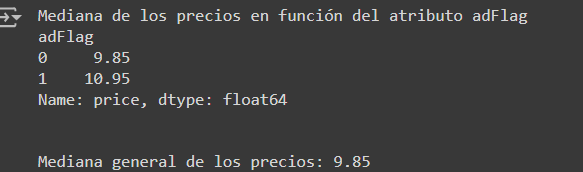 Mediana de los precios en función del atributo adFlag
adFlag
0     9.85
1    10.95
Name: price, dtype: float64
Mediana general de los precios: 9.85